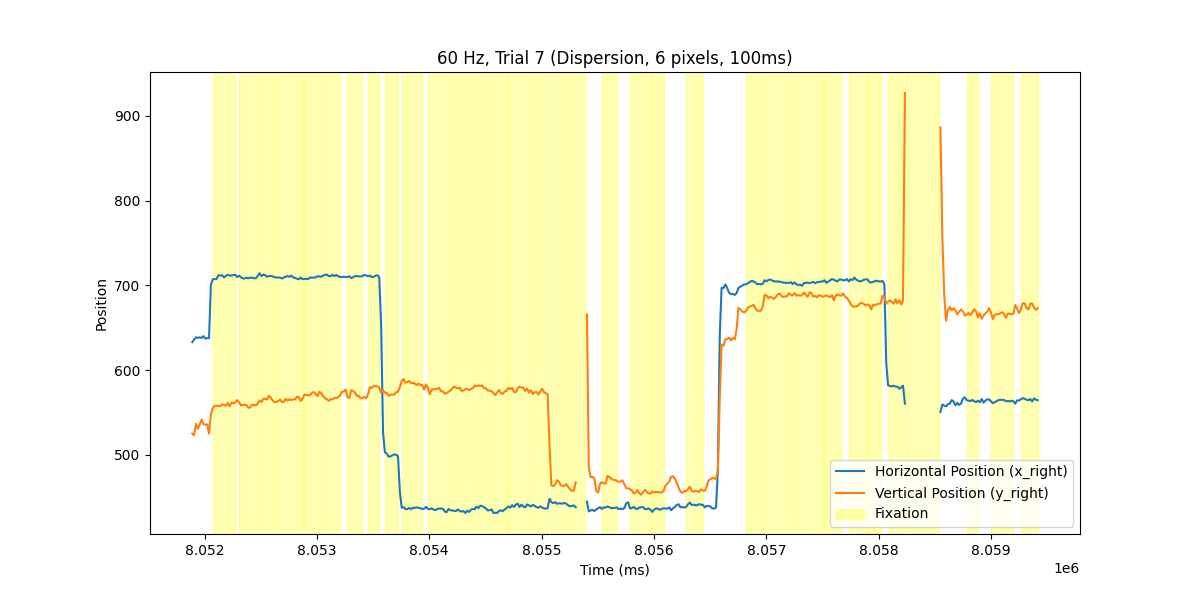 60 Hz, Trial 7 (Dispersion, 6 pixels, 100ms)
Position
900
800
700
600
500
8.052 8.053 8.054 8.055 8.056 8.057 8.058 8.059
1e6
Time (ms)
Horizontal Position (x_right)
Vertical Position (y_right)
Fixation